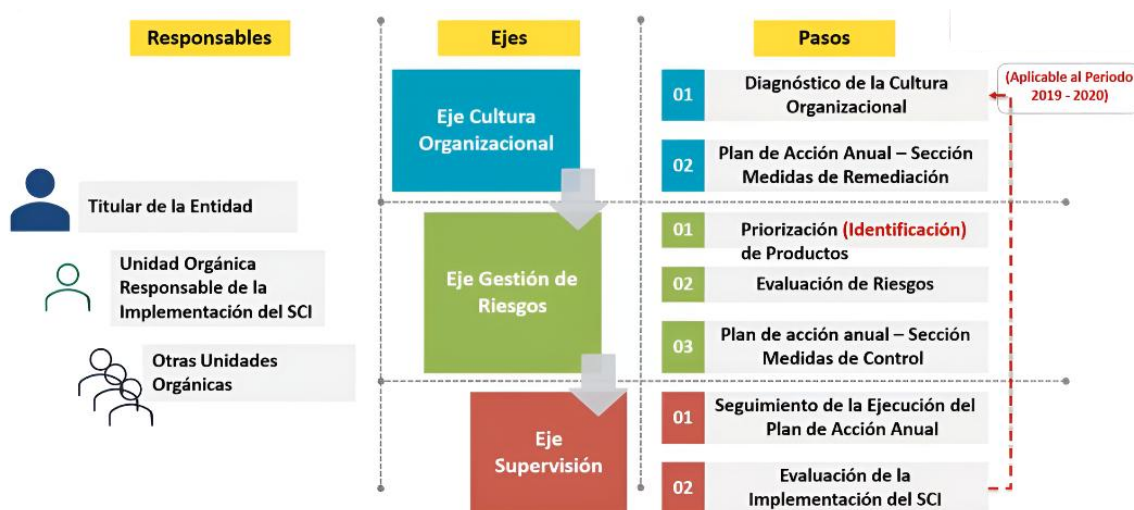 Responsables
Ejes
Pasos
Titular de la Entidad
Unidad Orgánica
Responsable de la
Implementación del SCI
Otras Unidades
Orgánicas
Eje Cultura
Organizacional
01
Diagnóstico de la Cultura
Organizacional
(Aplicable al Periodo
2019 - 2020)
02
Plan de Acción Anual – Sección
Medidas de Remediación
Eje Gestión de
Riesgos
01
Priorización (Identificación)
de Productos
02
Evaluación de Riesgos
03
Plan de acción anual – Sección
Medidas de Control
Eje
Supervisión
01
Seguimiento de la Ejecución del
Plan de Acción Anual
02
Evaluación de la
Implementación del SCI